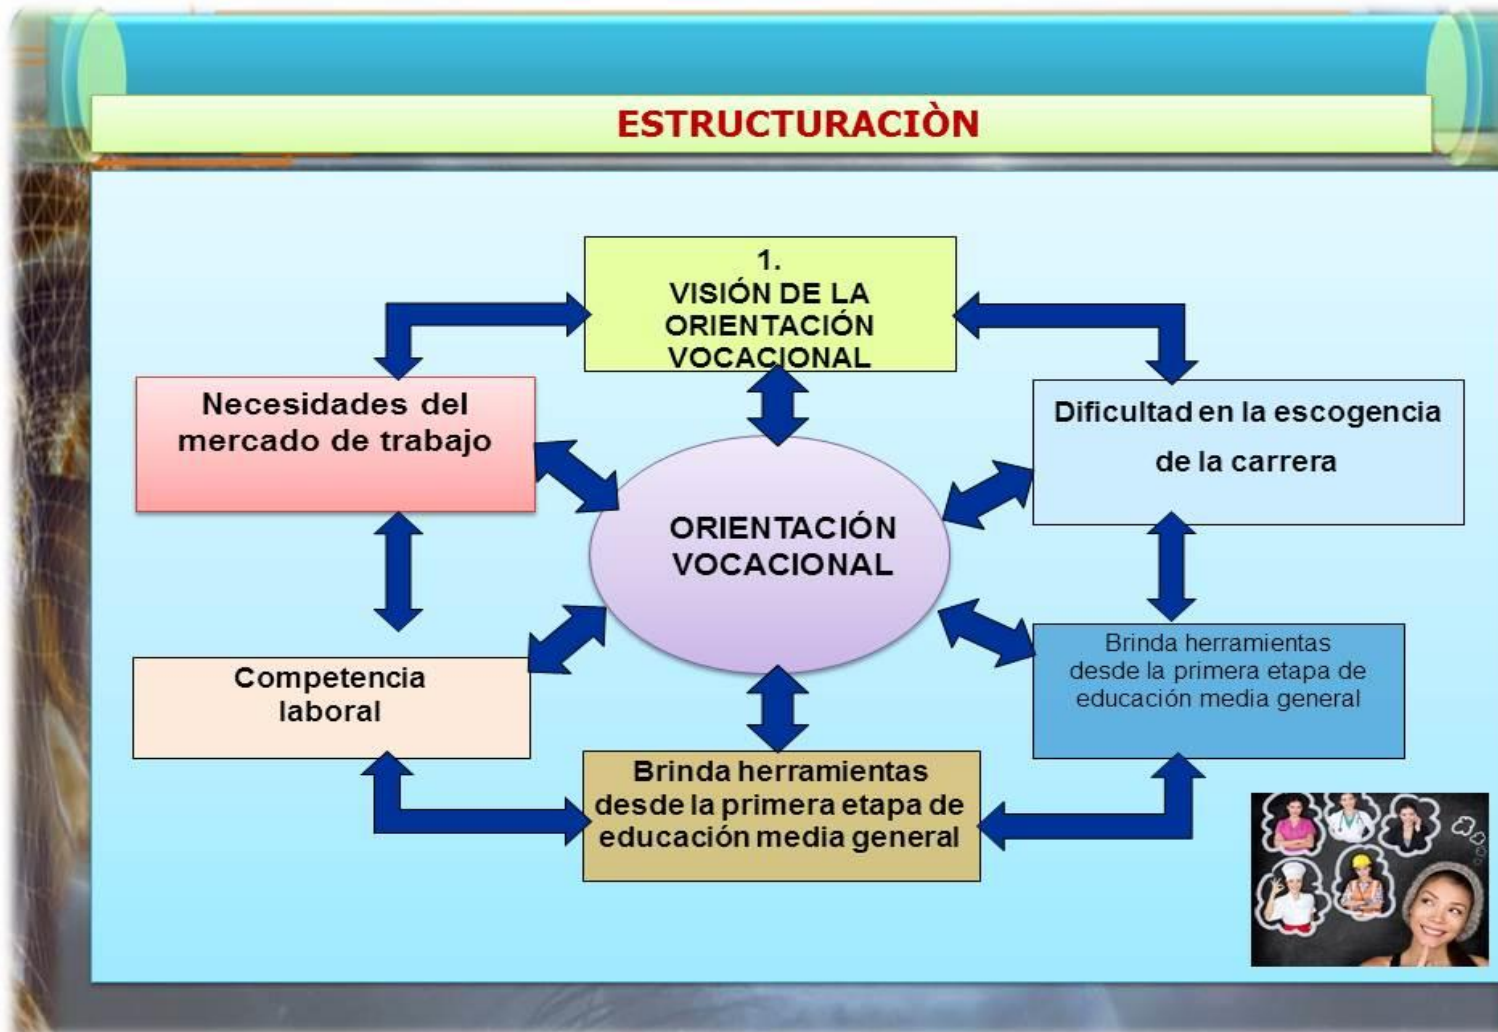 ESTRUCTURACIÒN
1.
VISIÓN DE LA
ORIENTACIÓN
VOCACIONAL
Necesidades del
mercado de trabajo
Dificultad en la escogencia
de la carrera
ORIENTACIÓN
VOCACIONAL
Competencia
laboral
Brinda herramientas
desde la primera etapa de
educación media general
Brinda herramientas
desde la primera etapa de
educación media general